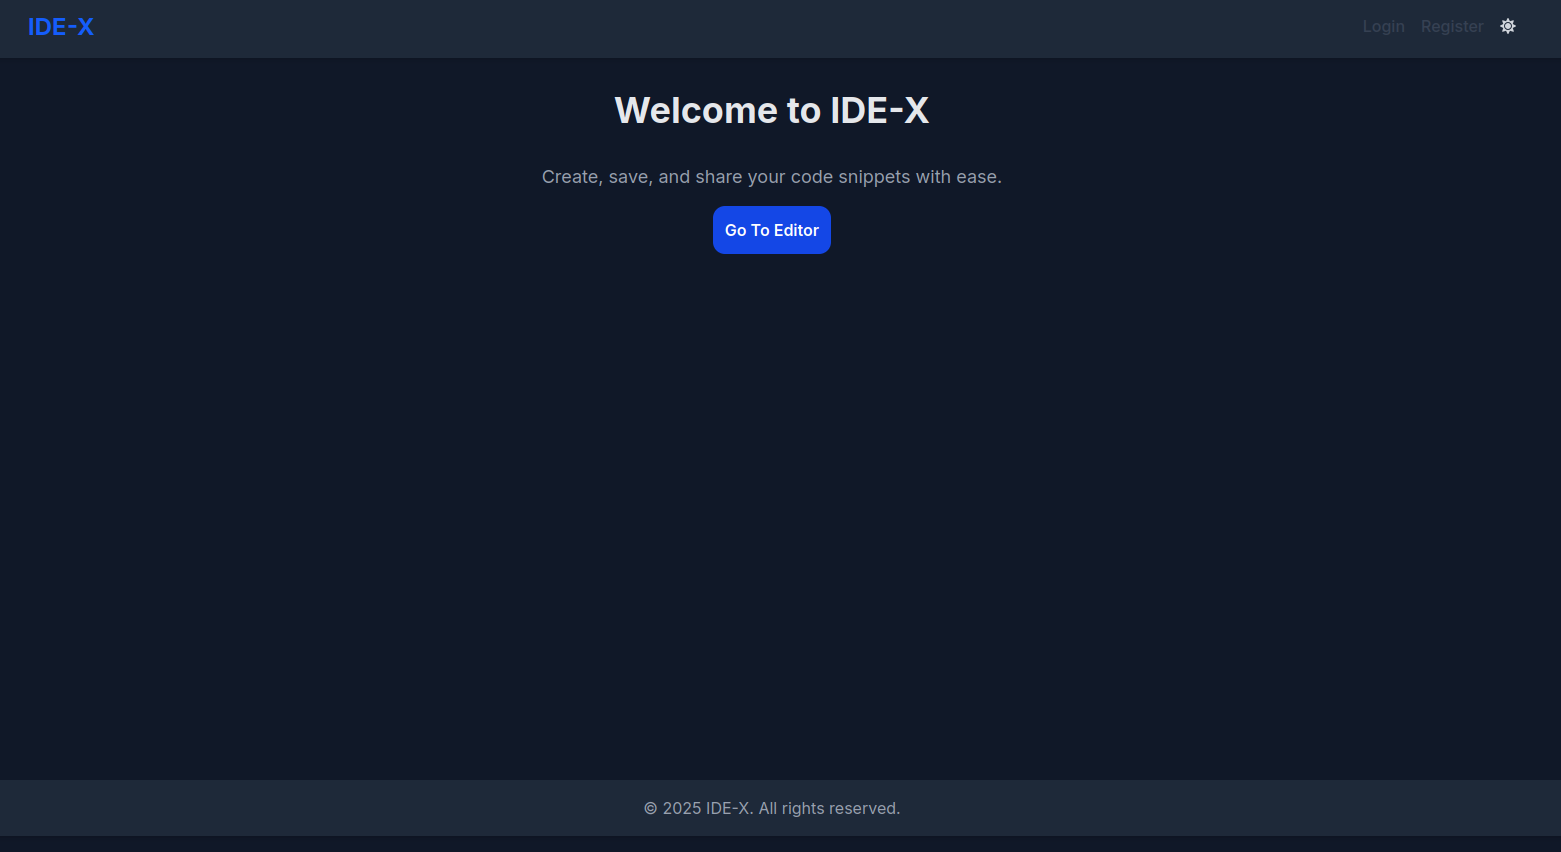 IDE-X
Login
Register
Welcome to IDE-X
Create, save, and share your code snippets with ease.
Go To Editor
© 2025 IDE-X. All rights reserved.